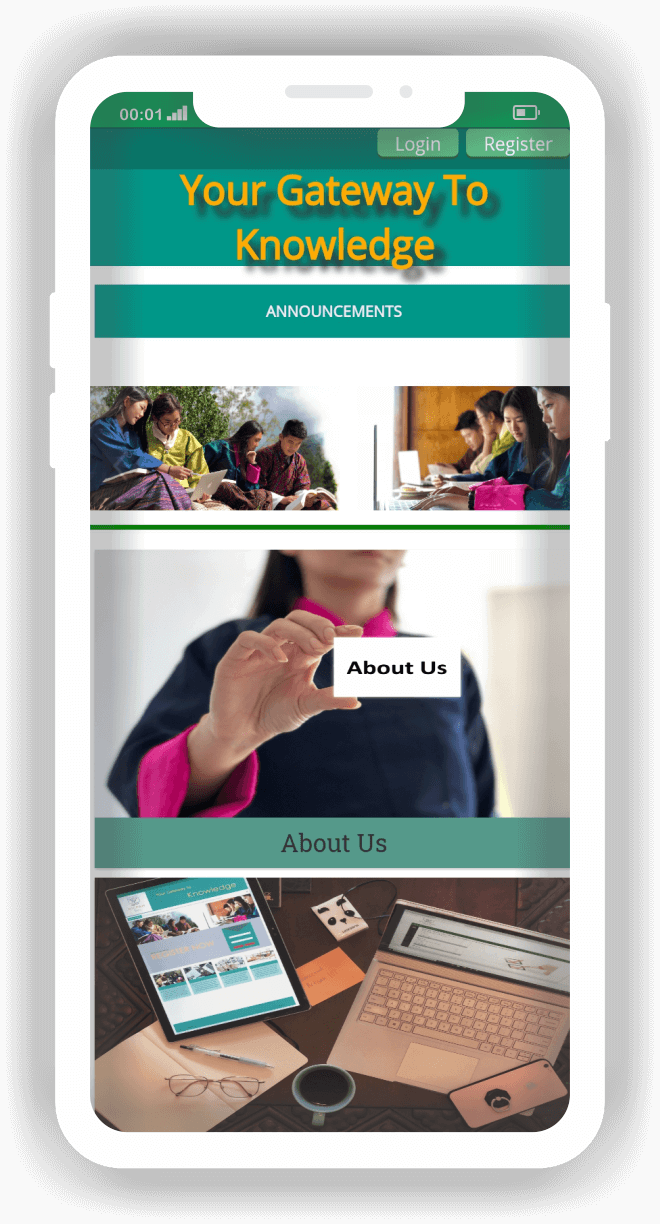 00:01
Login Register
Your Gateway To
Knowledge
ANNOUNCEMENTS
About Us
About Us
Your Gateway To
Knowledge
REGISTER NOW